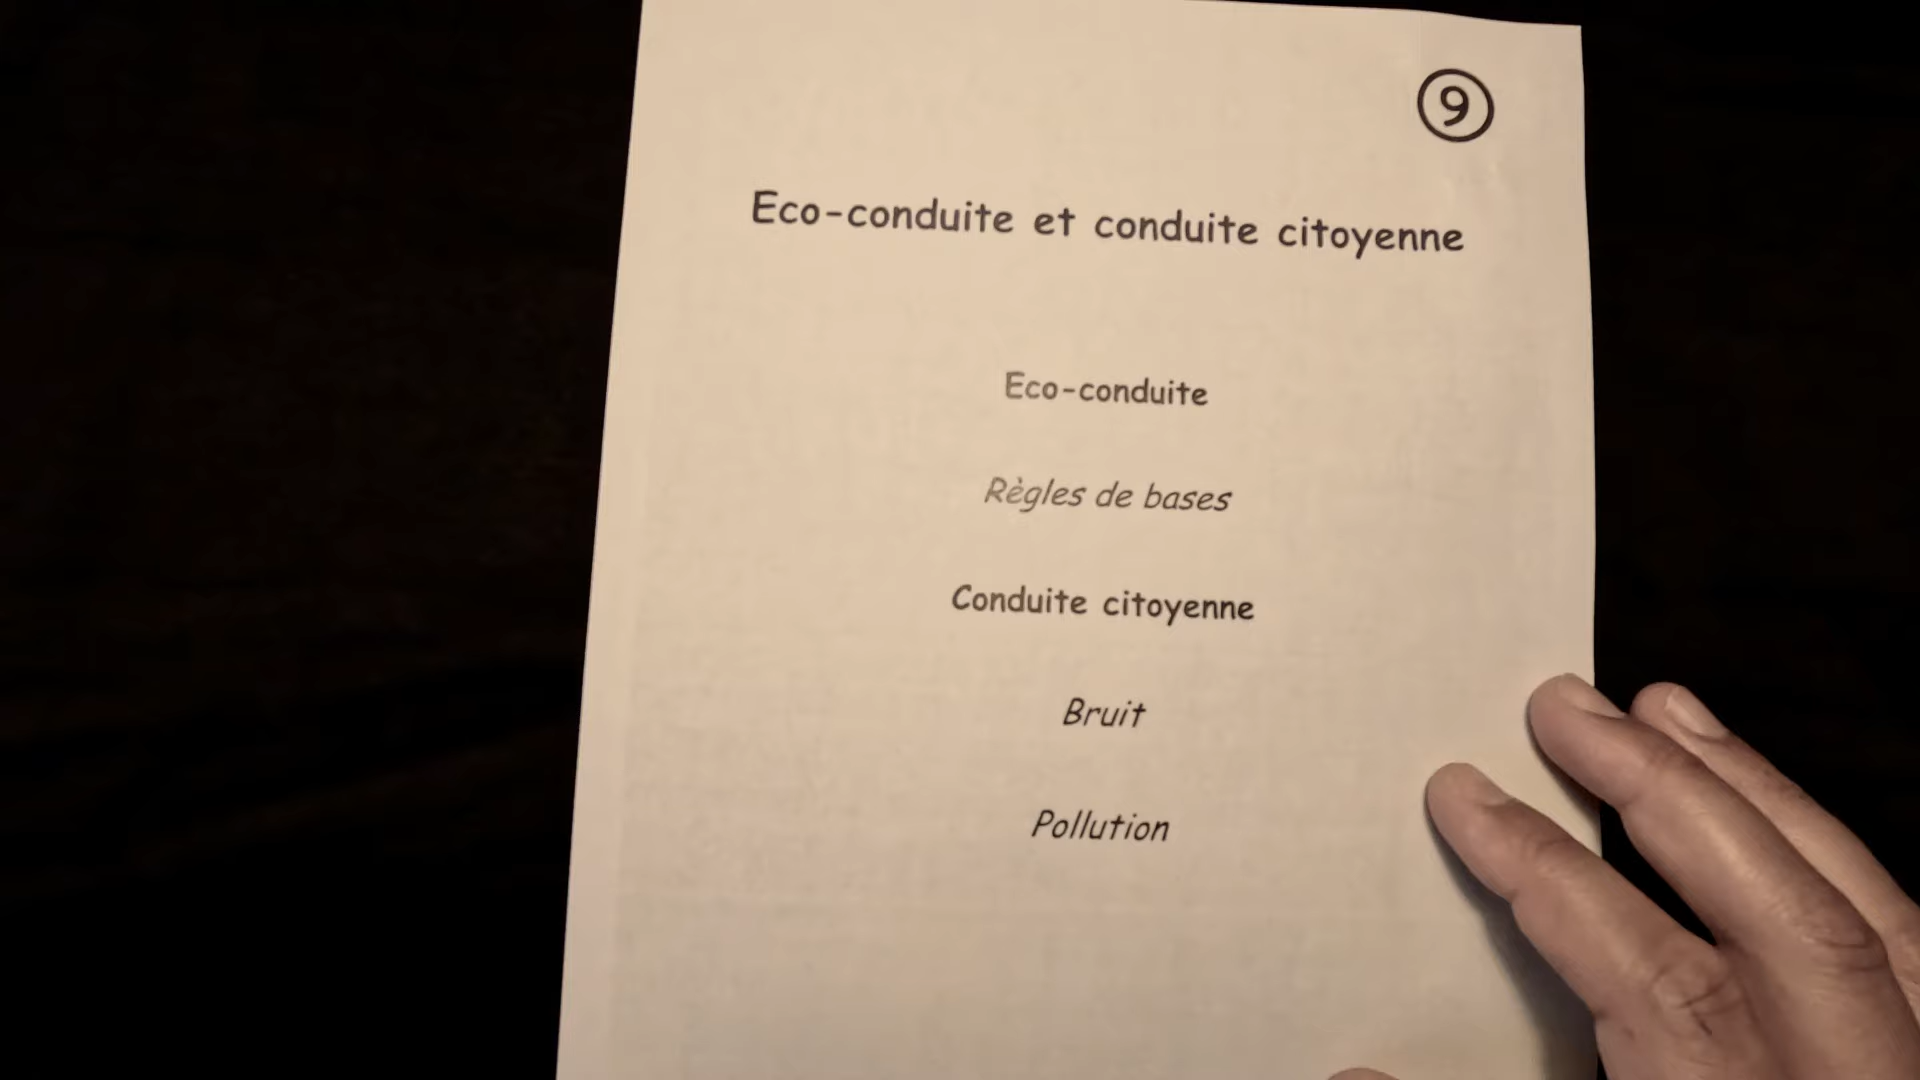 9
Eco-conduite et conduite citoyenne
Eco-conduite
Règles de bases
Conduite citoyenne
Bruit
Pollution